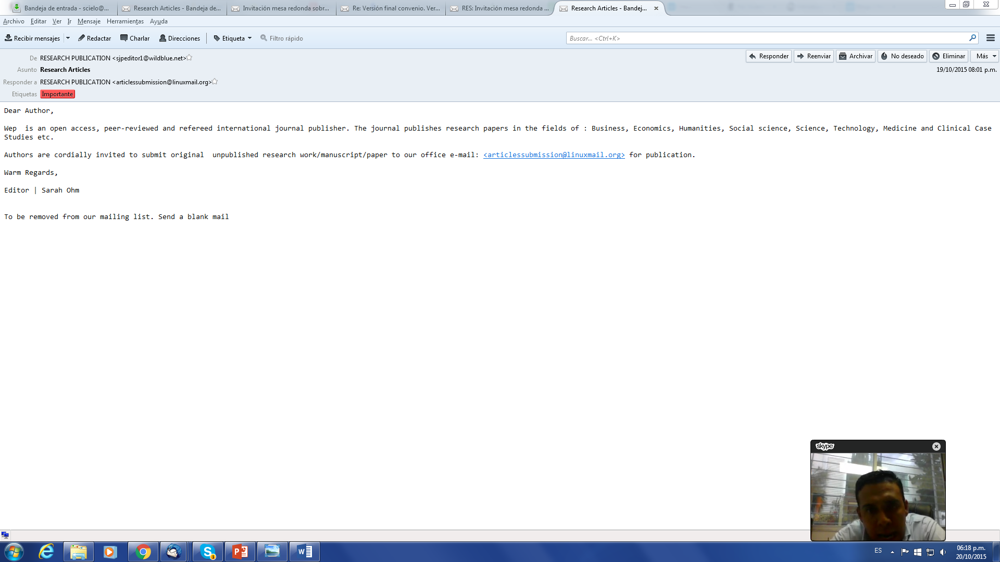 Bandeja de entrada - scielo@...
Research Articles - Bandeja de...
Invitación mesa redonda sobr...
Re: Versión final convenio. Ver...
RES: Invitación mesa redonda ...
Research Articles - Bandej...
Archivo Editar Ver Ir Mensaje Herramientas Ayuda
Recibir mensajes Redactar Charlar Direcciones Etiqueta Filtro rápido
Buscar... <Ctrl+K>
De RESEARCH PUBLICATION <sjpeditor1@wildblue.net>
Responder Reenviar Archivar No deseado Eliminar Más
Asunto Research Articles
19/10/2015 08:01 p.m.
Responder a RESEARCH PUBLICATION <articlessubmission@linuxmail.org>
Etiquetas Importante
Dear Author,
Wep  is an open access, peer-reviewed and refereed international journal publisher. The journal publishes research papers in the fields of : Business, Economics, Humanities, Social science, Science, Technology, Medicine and Clinical Case
Studies etc.
Authors are cordially invited to submit original  unpublished research work/manuscript/paper to our office e-mail: <articlessubmission@linuxmail.org> for publication.
Warm Regards,
Editor | Sarah Ohm
To be removed from our mailing list. Send a blank mail
skype
ES
06:18 p.m.
20/10/2015